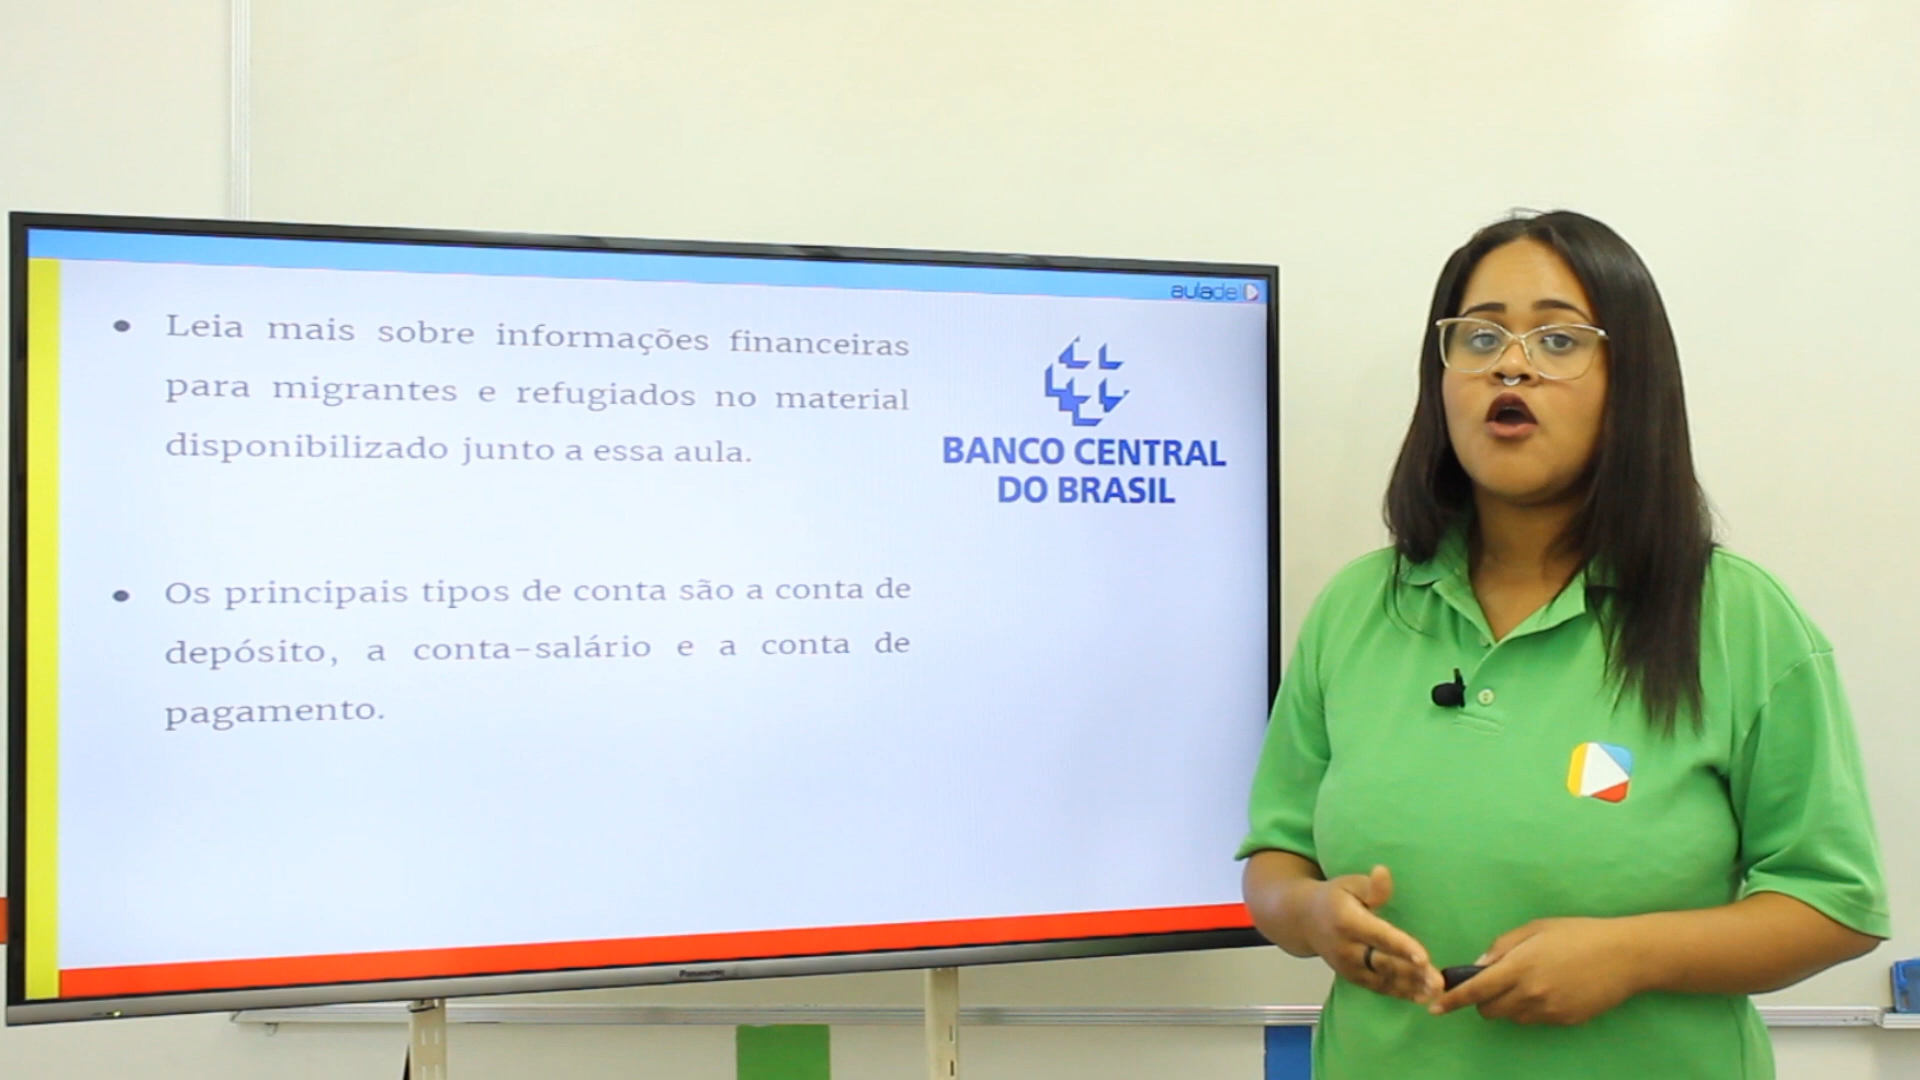 aulade
Leia mais sobre informações financeiras
para migrantes e refugiados no material
disponibilizado junto a essa aula.
BANCO CENTRAL
DO BRASIL
Os principais tipos de conta são a conta de
depósito, a conta-salário e a conta de
pagamento.
Panasonic